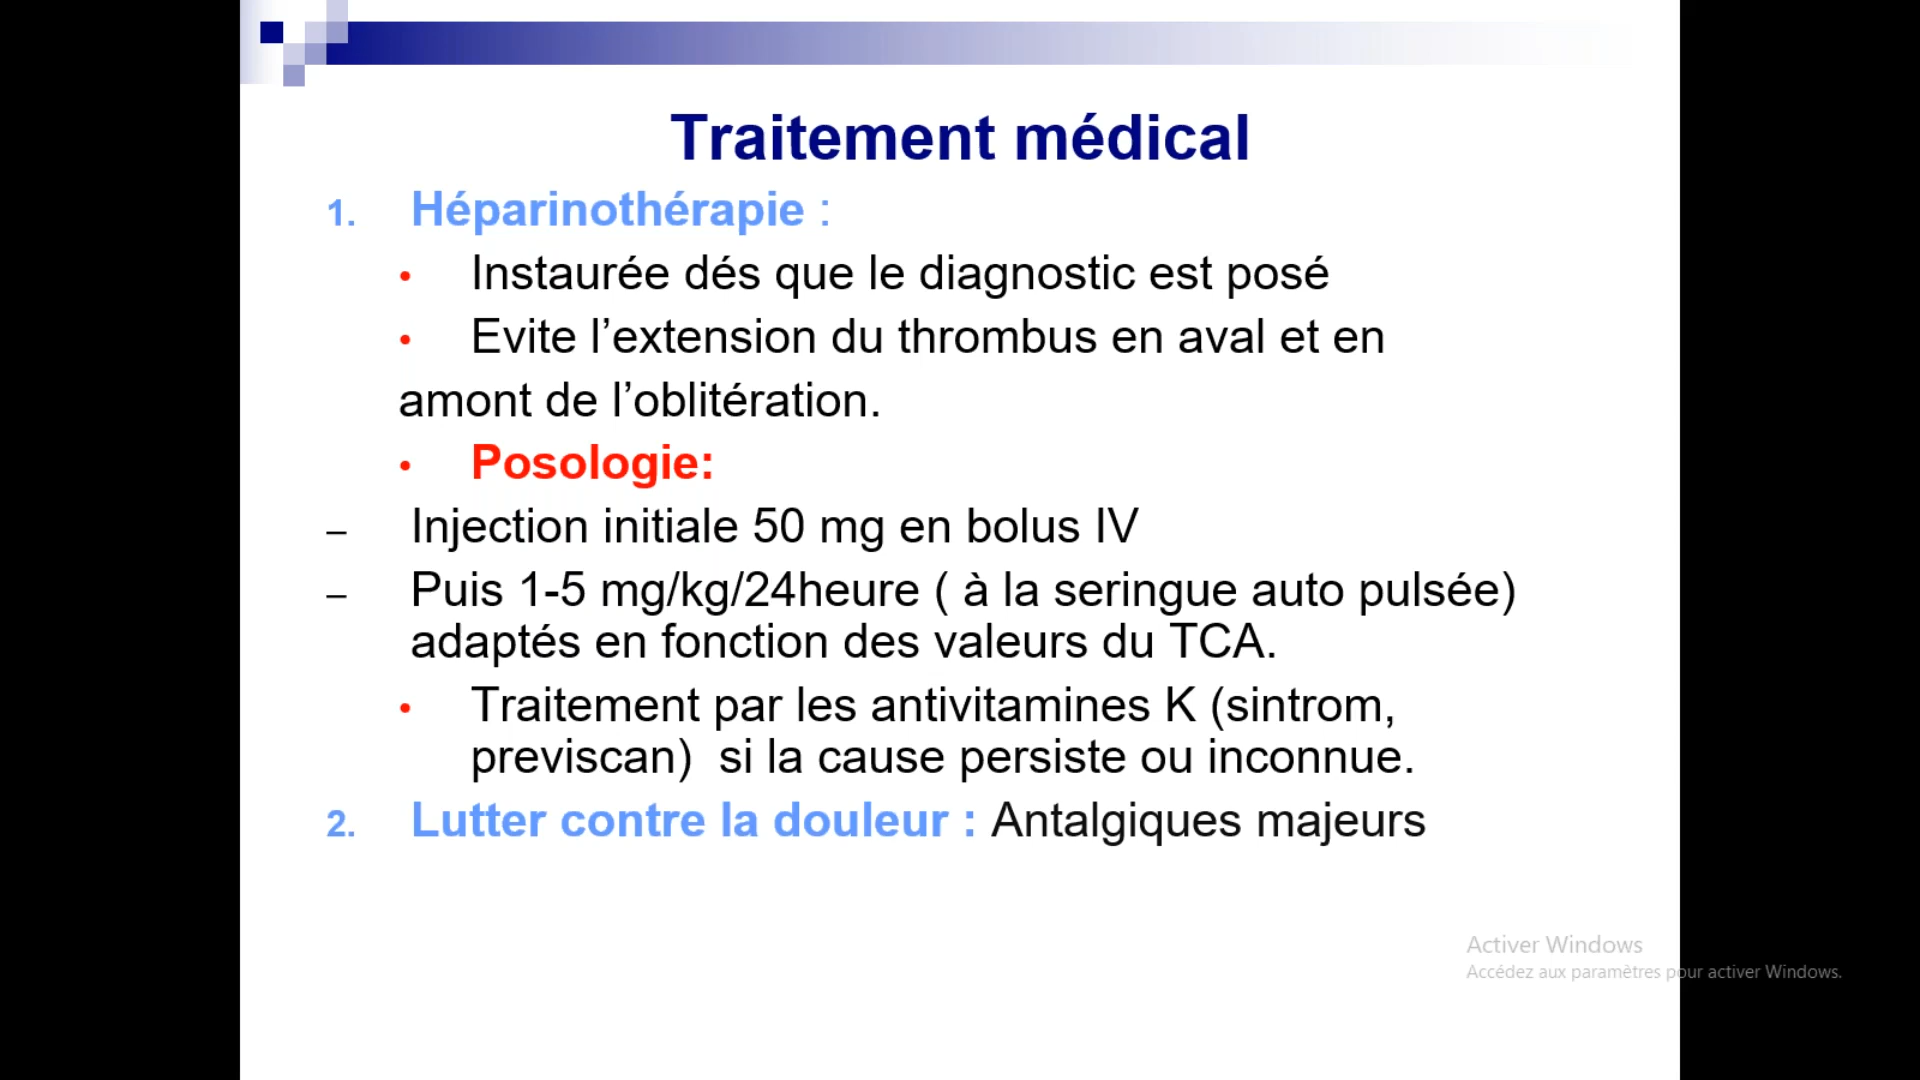 Traitement médical
1. Héparinothérapie :
• Instaurée dés que le diagnostic est posé
• Evite l’extension du thrombus en aval et en
amont de l’oblitération.
• Posologie:
– Injection initiale 50 mg en bolus IV
– Puis 1-5 mg/kg/24heure ( à la seringue auto pulsée)
adaptés en fonction des valeurs du TCA.
• Traitement par les antivitamines K (sintrom,
previscan) si la cause persiste ou inconnue.
2. Lutter contre la douleur : Antalgiques majeurs
Activer Windows
Accédez aux paramètres pour activer Windows.